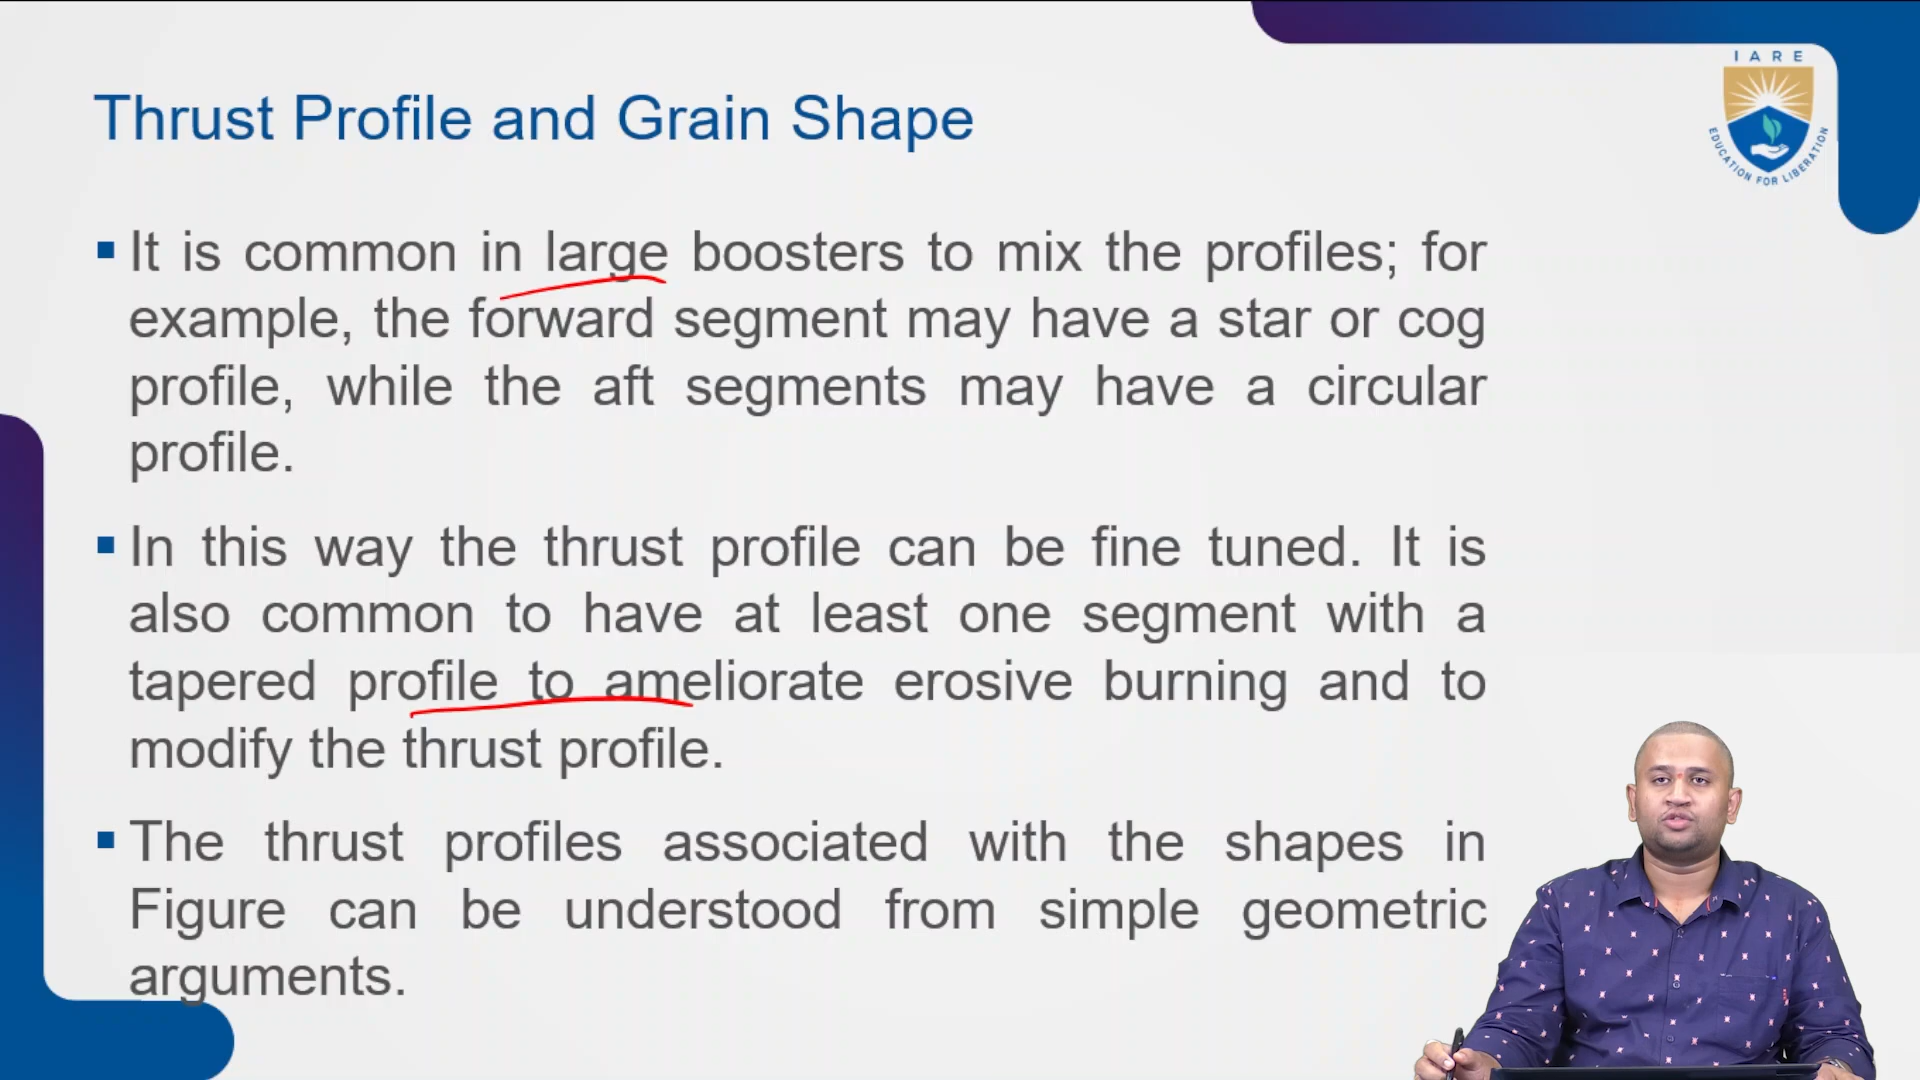 IARE
EDUCATION FOR LIBERATION
Thrust Profile and Grain Shape
▪ It is common in large boosters to mix the profiles; for
example, the forward segment may have a star or cog
profile, while the aft segments may have a circular
profile.
▪ In this way the thrust profile can be fine tuned. It is
also common to have at least one segment with a
tapered profile to ameliorate erosive burning and to
modify the thrust profile.
▪ The thrust profiles associated with the shapes in
Figure can be understood from simple geometric
arguments.